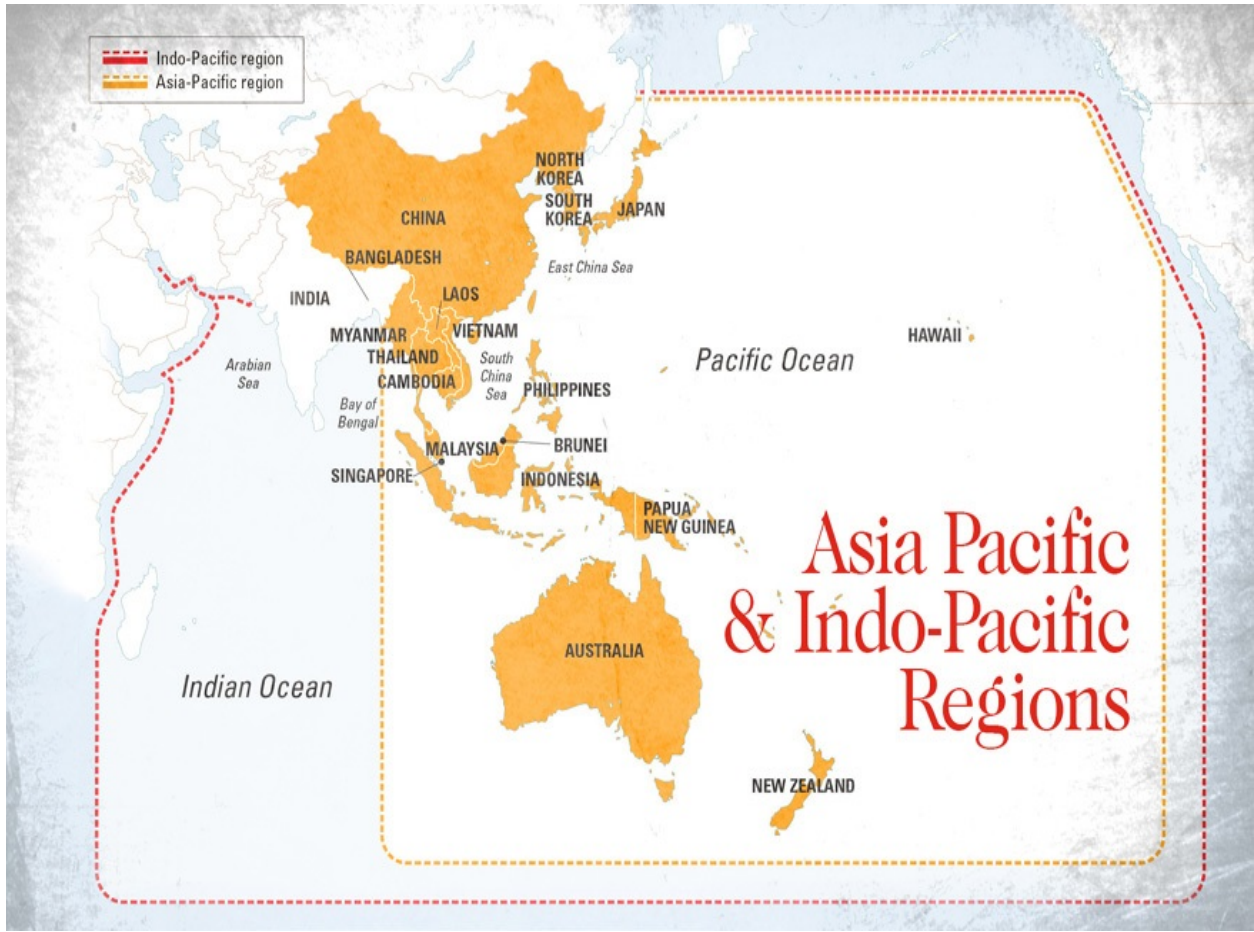 Indo-Pacific region
Asia-Pacific region
NORTH
KOREA
SOUTH
KOREA
JAPAN
CHINA
BANGLADESH
East China Sea
INDIA
LAOS
MYANMAR
VIETNAM
THAILAND
CAMBODIA
South
China
Sea
Arabian
Sea
Bay of
Bengal
PHILIPPINES
HAWAII
Pacific Ocean
MALAYSIA
BRUNEI
SINGAPORE
INDONESIA
PAPUA
NEW GUINEA
Asia Pacific
& Indo-Pacific
Regions
AUSTRALIA
Indian Ocean
NEW ZEALAND